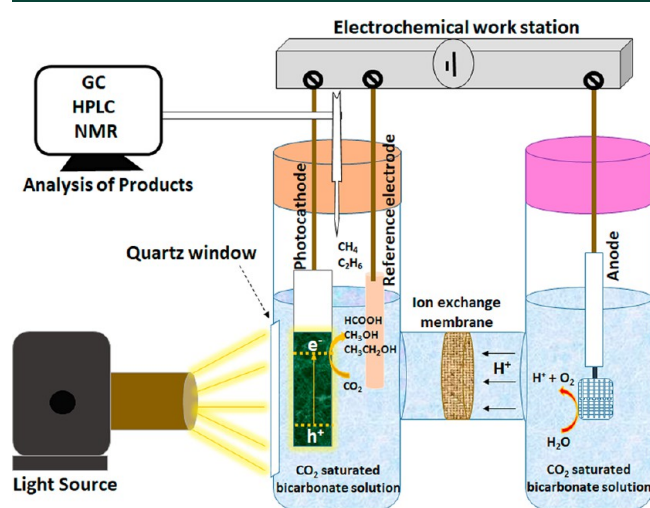 Electrochemical work station
GC
HPLC
NMR
Analysis of Products
Photocathode
Reference electrode
Quartz window
CH4
C2H6
Anode
Ion exchange
membrane
HCOOH
CH3OH
CH3CH2OH
e-
CO2
h+
H+
H+ + O2
H2O
Light Source
CO2 saturated
bicarbonate solution
CO2 saturated
bicarbonate solution